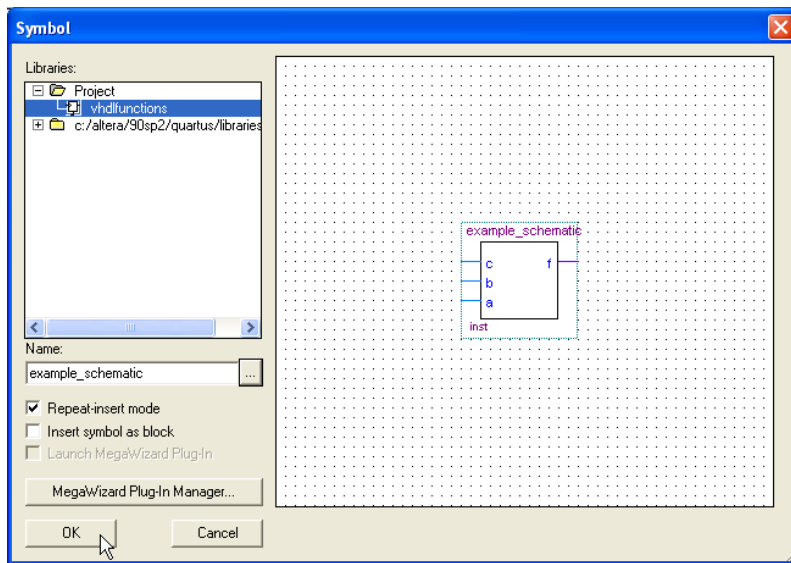 Symbol
Libraries:
Project
vhdlfunctions
c:/altera/90sp2/quartus/libraries
Name:
example_schematic
...
Repeat-insert mode
Insert symbol as block
Launch MegaWizard Plug-In
MegaWizard Plug-In Manager...
OK
Cancel
example_schematic
c f
b
a
inst